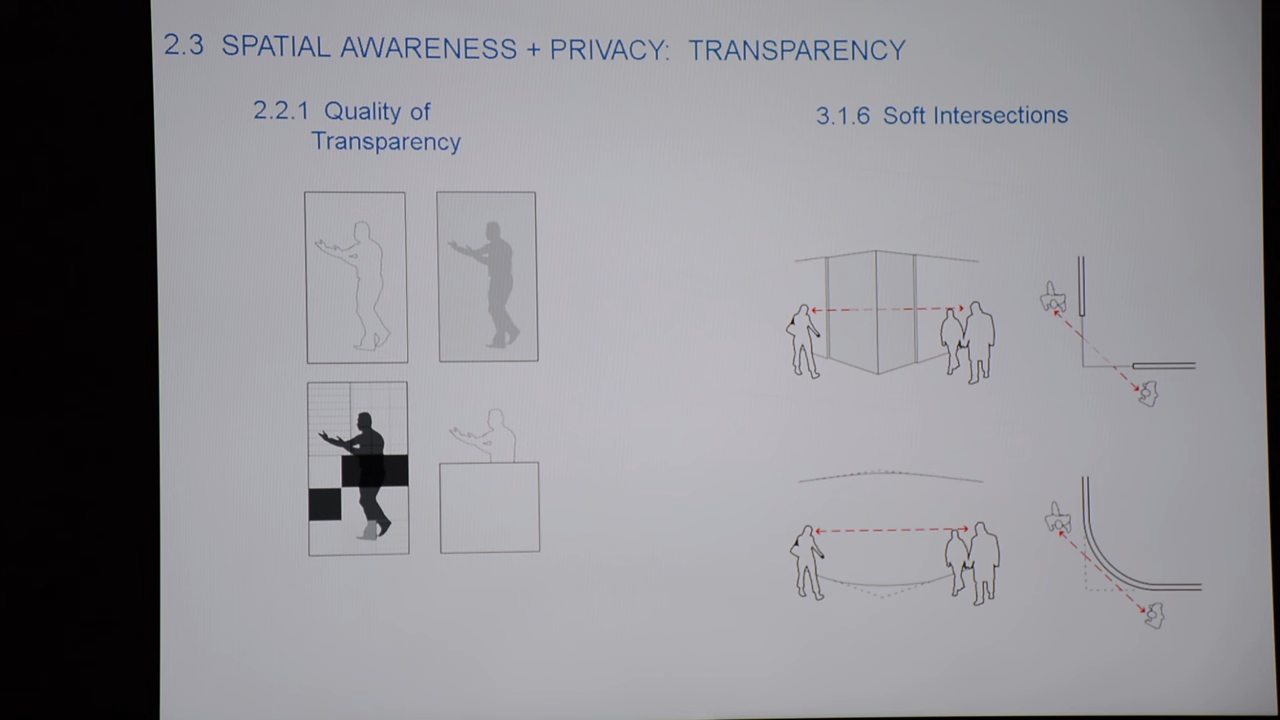 2.3 SPATIAL AWARENESS + PRIVACY: TRANSPARENCY
2.2.1 Quality of
Transparency
3.1.6 Soft Intersections